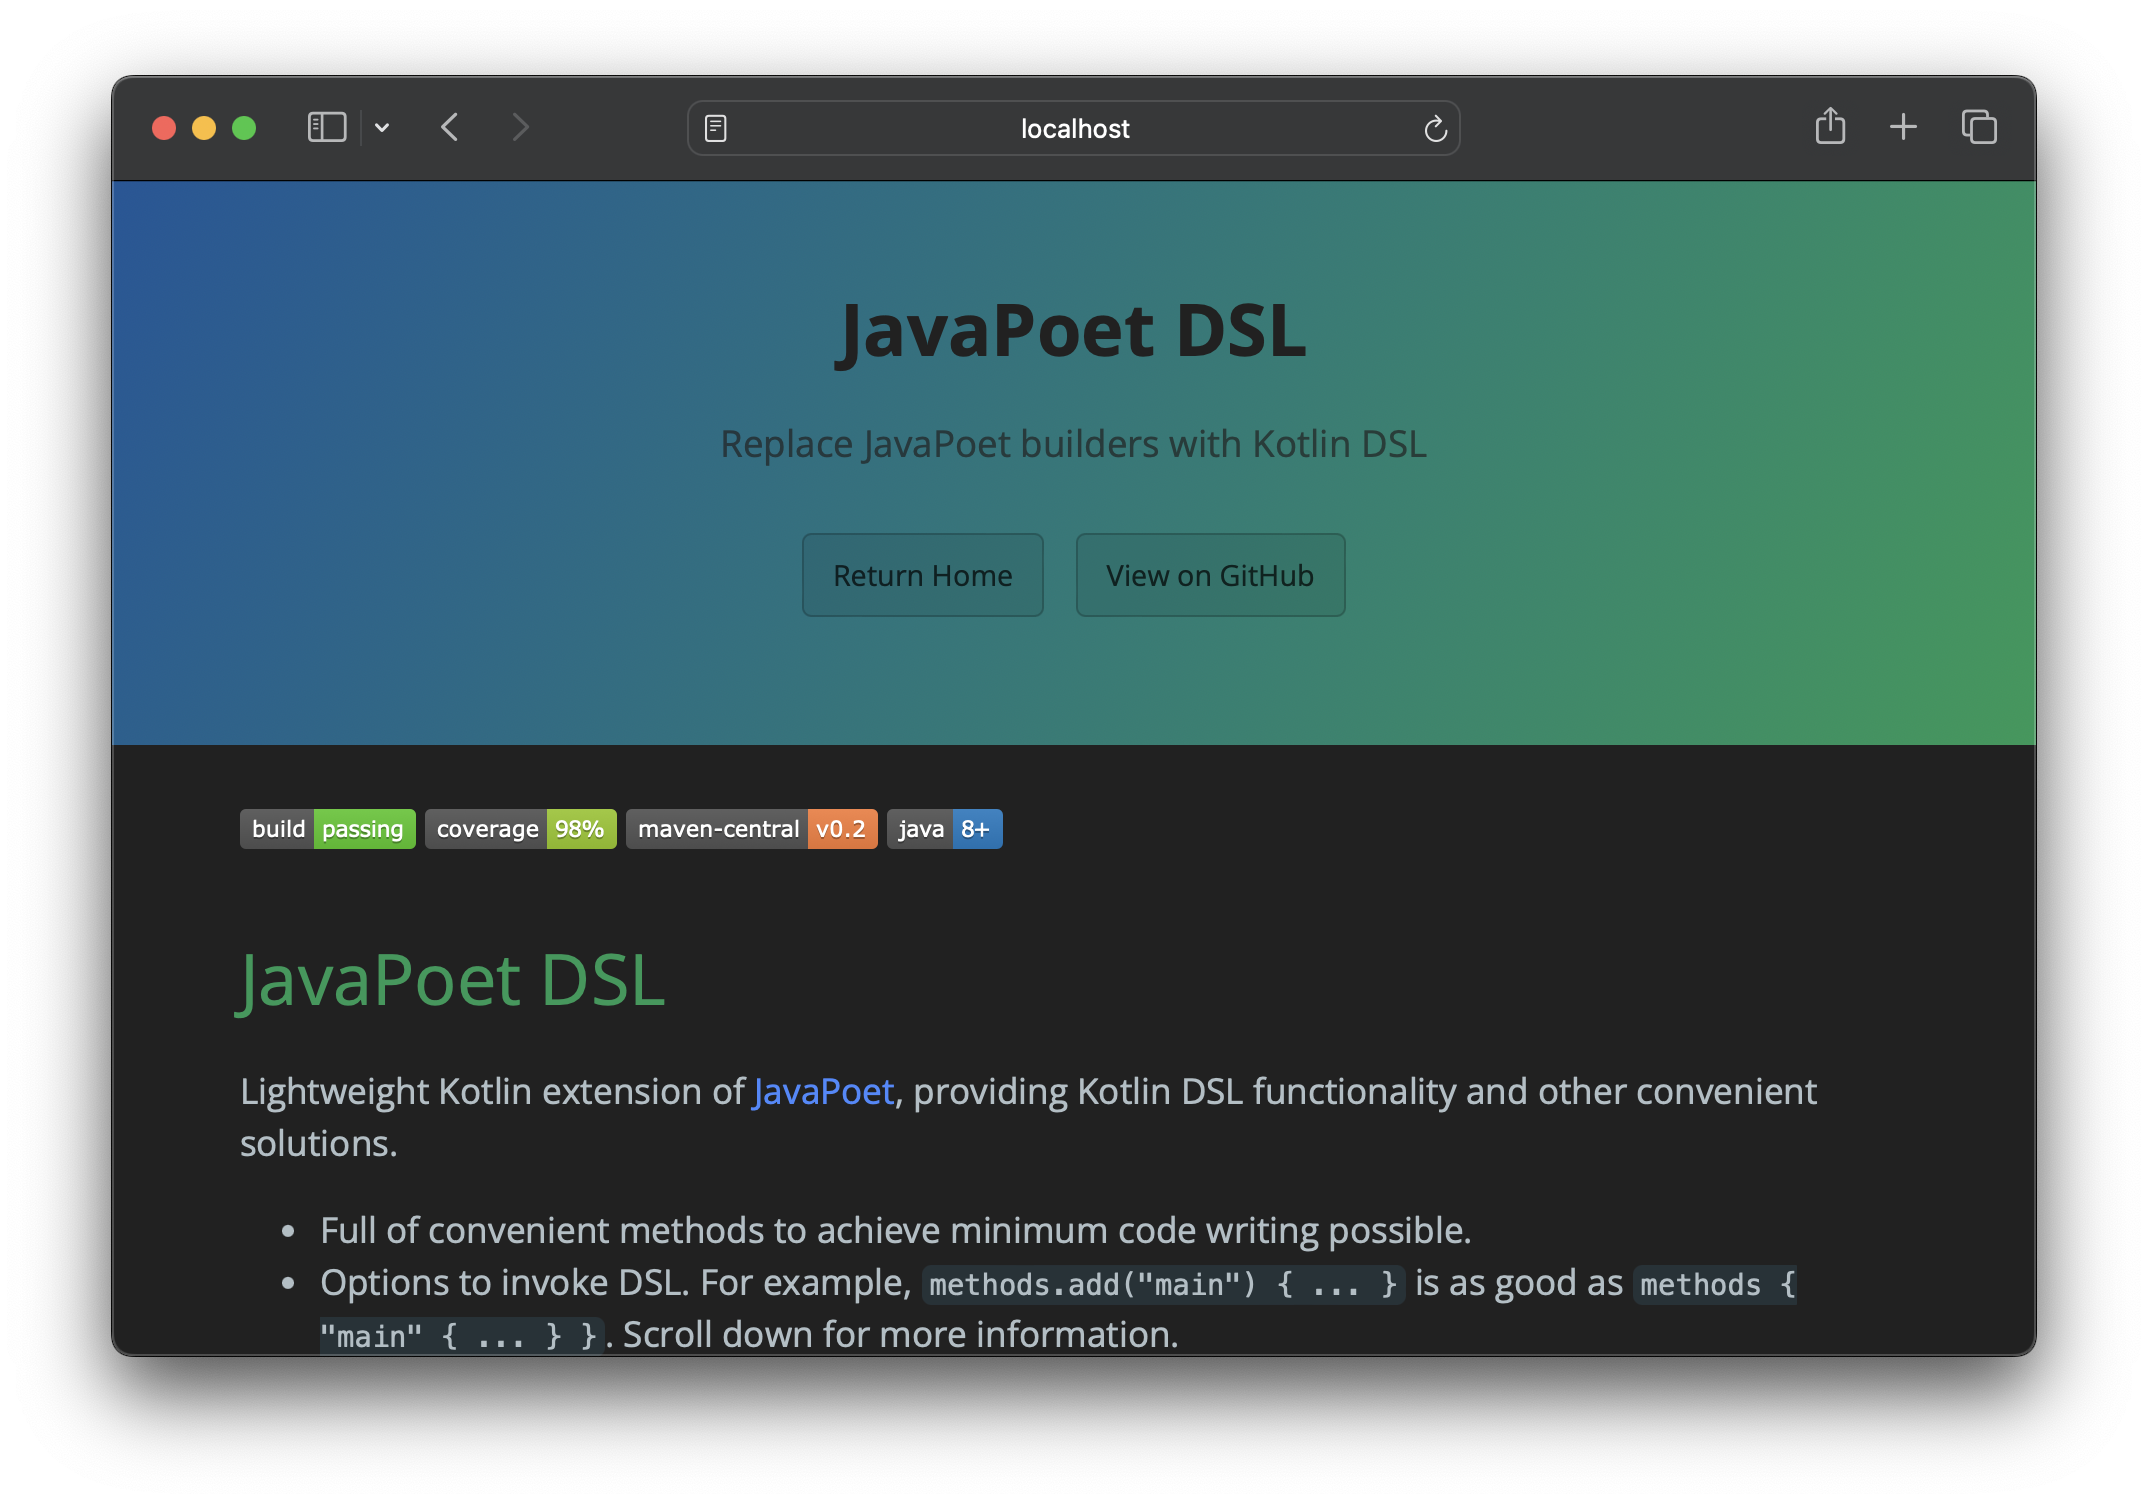 localhost
JavaPoet DSL
Replace JavaPoet builders with Kotlin DSL
Return Home
View on GitHub
build passing coverage 98% maven-central v0.2 java 8+
JavaPoet DSL
Lightweight Kotlin extension of JavaPoet, providing Kotlin DSL functionality and other convenient
solutions.
• Full of convenient methods to achieve minimum code writing possible.
• Options to invoke DSL. For example, methods.add("main") { ... } is as good as methods {
"main" { ... } }. Scroll down for more information.